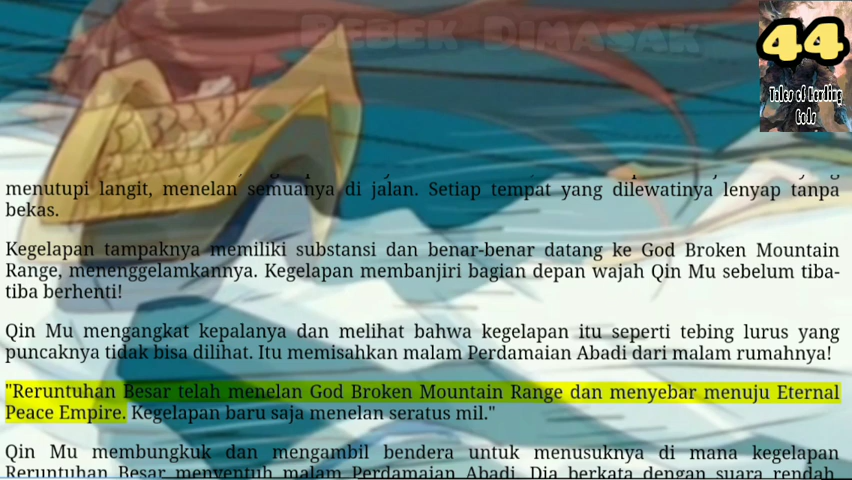 BEBEK DIMASAK
44
Tales of Herding
Gods
menutupi langit, menelan semuanya di jalan. Setiap tempat yang dilewatinya lenyap tanpa
bekas.
Kegelapan tampaknya memiliki substansi dan benar-benar datang ke God Broken Mountain
Range, menenggelamkannya. Kegelapan membanjiri bagian depan wajah Qin Mu sebelum tiba-
tiba berhenti!
Qin Mu mengangkat kepalanya dan melihat bahwa kegelapan itu seperti tebing lurus yang
puncaknya tidak bisa dilihat. Itu memisahkan malam Perdamaian Abadi dari malam rumahnya!
"Reruntuhan Besar telah menelan God Broken Mountain Range dan menyebar menuju Eternal
Peace Empire. Kegelapan baru saja menelan seratus mil."
Qin Mu membungkuk dan mengambil bendera untuk menusuknya di mana kegelapan
Reruntuhan Besar menyentuh malam Perdamaian Abadi. Dia berkata dengan suara rendah,